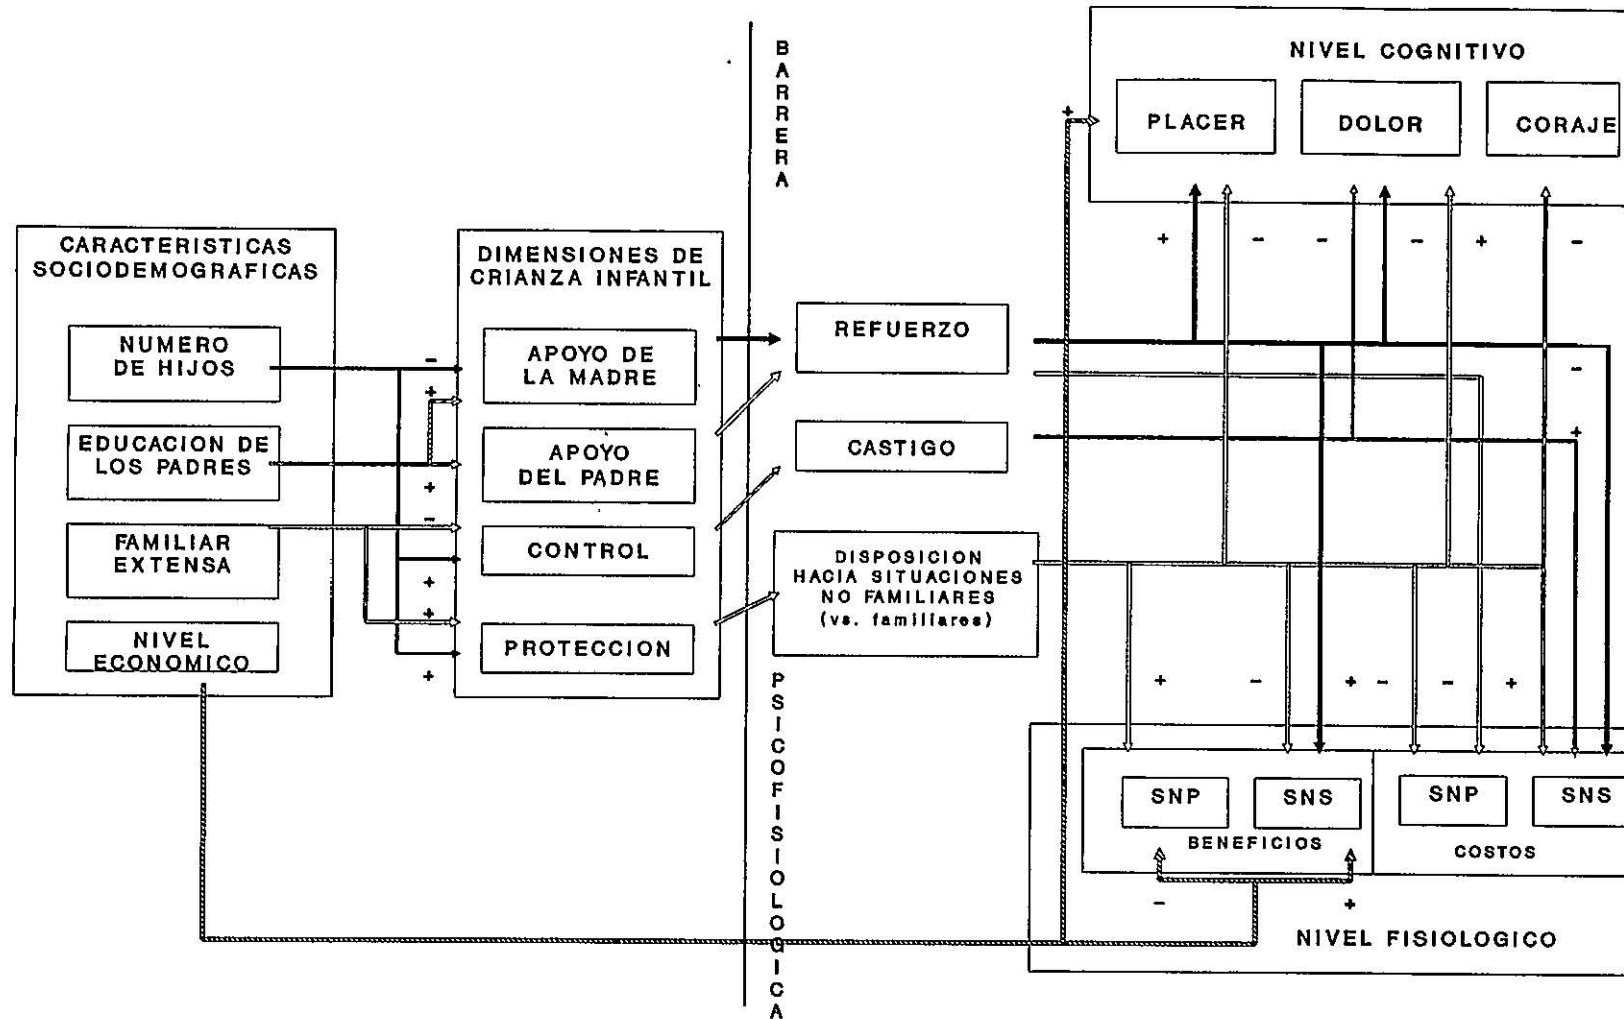 BARRERA
NIVEL COGNITIVO
PLACER
DOLOR
CORAJE
+
+
-
-
-
+
-
CARACTERISTICAS
SOCIODEMOGRAFICAS
NUMERO
DE HIJOS
EDUCACION DE
LOS PADRES
FAMILIAR
EXTENSA
NIVEL
ECONOMICO
-
+
+
-
+
+
+
DIMENSIONES DE
CRIANZA INFANTIL
APOYO DE
LA MADRE
APOYO
DEL PADRE
CONTROL
PROTECCION
REFUERZO
CASTIGO
DISPOSICION
HACIA SITUACIONES
NO FAMILIARES
(vs. familiares)
-
+
+
-
+
-
-
+
PSICOFISIOLOGICA
SNP
SNS
BENEFICIOS
SNP
SNS
COSTOS
-
+
NIVEL FISIOLOGICO